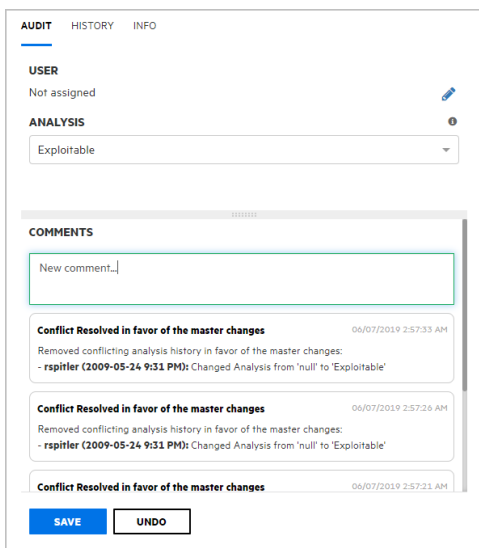 AUDIT HISTORY INFO
USER
Not assigned
ANALYSIS
Exploitable
COMMENTS
New comment...
Conflict Resolved in favor of the master changes 06/07/2019 2:57:33 AM
Removed conflicting analysis history in favor of the master changes:
- rspitler (2009-05-24 9:31 PM): Changed Analysis from 'null' to 'Exploitable'
Conflict Resolved in favor of the master changes 06/07/2019 2:57:26 AM
Removed conflicting analysis history in favor of the master changes:
- rspitler (2009-05-24 9:31 PM): Changed Analysis from 'null' to 'Exploitable'
Conflict Resolved in favor of the master changes 06/07/2019 2:57:21 AM
SAVE UNDO